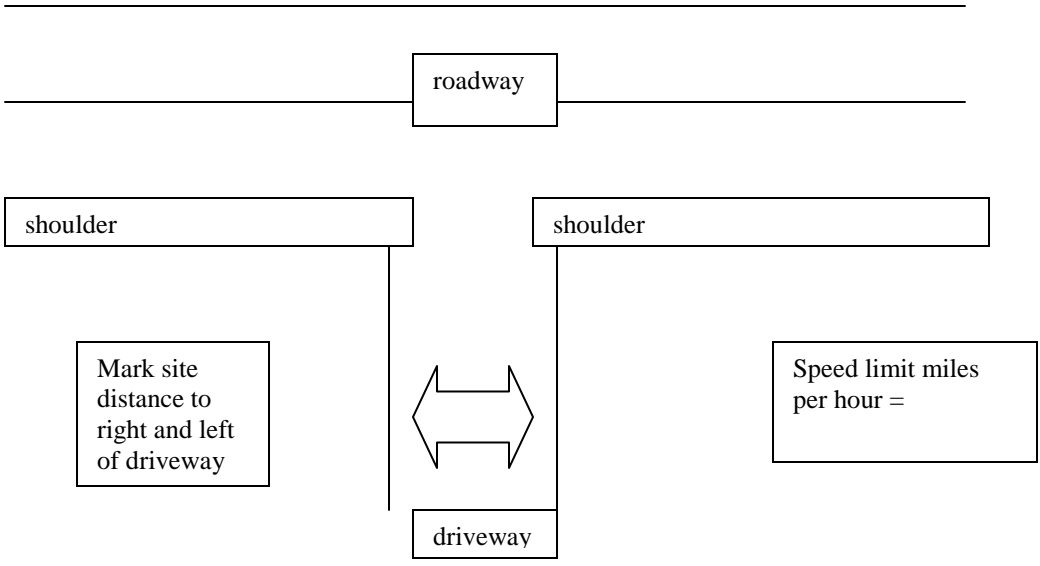 roadway
shoulder
shoulder
Mark site
distance to
right and left
of driveway
Speed limit miles
per hour =
driveway